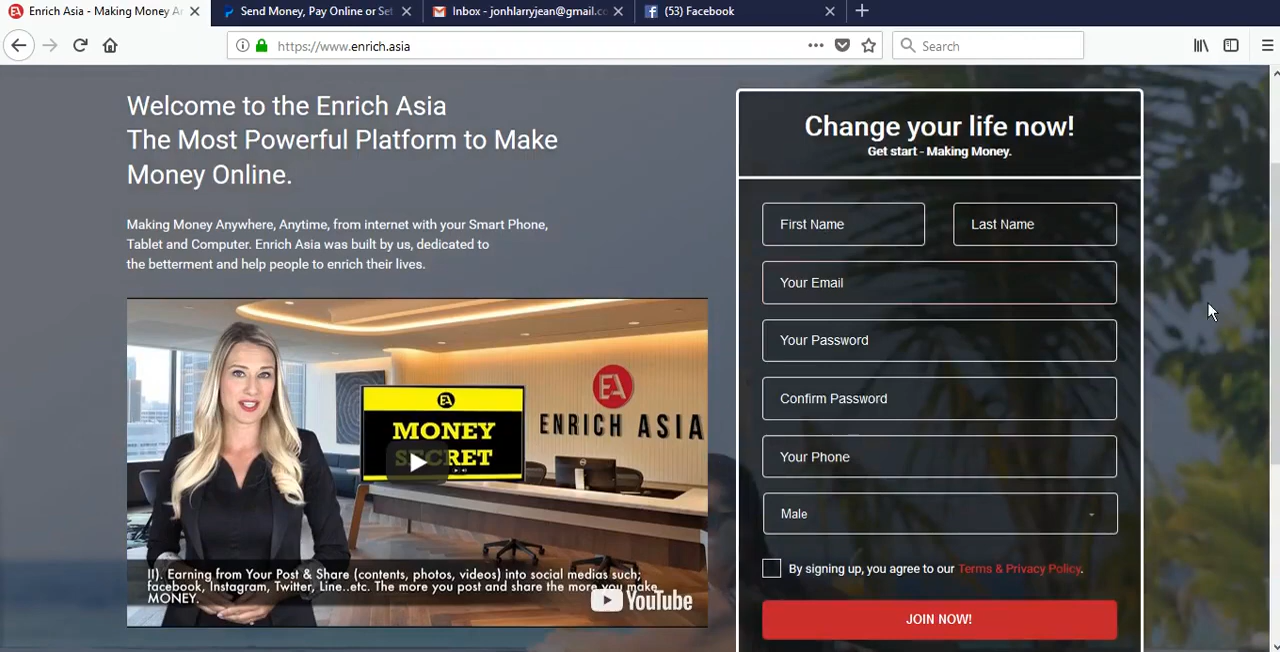 Enrich Asia - Making Money Ar
Send Money, Pay Online or Set
Inbox - jonhlarryjean@gmail.co
(53) Facebook
https://www.enrich.asia
Search
Welcome to the Enrich Asia
The Most Powerful Platform to Make
Money Online.
Making Money Anywhere, Anytime, from internet with your Smart Phone,
Tablet and Computer. Enrich Asia was built by us, dedicated to
the betterment and help people to enrich their lives.
EA
MONEY
SECRET
EA
ENRICH ASIA
II). Earning from Your Post & Share (contents, photos, videos) into social medias such;
facebook, Instagram, Twitter, Line..etc. The more you post and share the more you make
MONEY.
YouTube
Change your life now!
Get start - Making Money.
First Name
Last Name
Your Email
Your Password
Confirm Password
Your Phone
Male
By signing up, you agree to our Terms & Privacy Policy.
JOIN NOW!